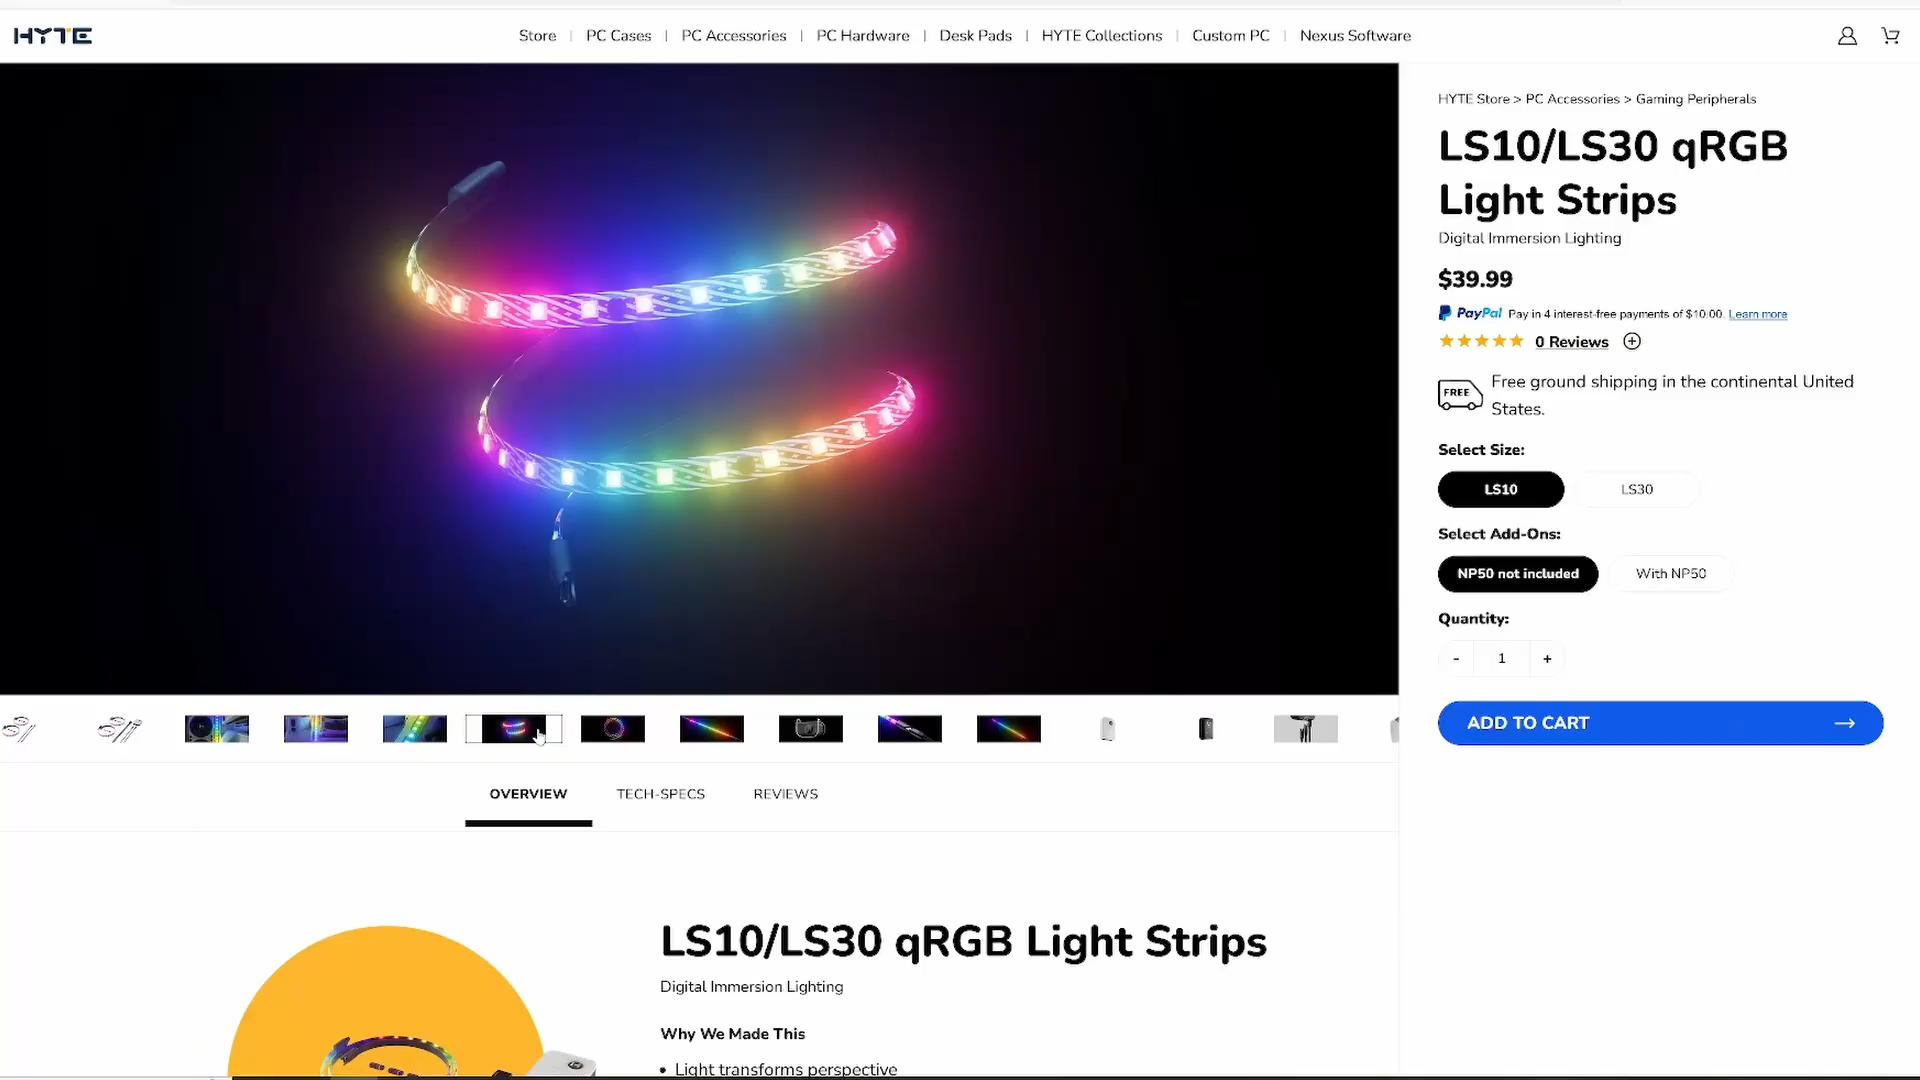 HYTE
Store | PC Cases | PC Accessories | PC Hardware | Desk Pads | HYTE Collections | Custom PC | Nexus Software
HYTE Store > PC Accessories > Gaming Peripherals
LS10/LS30 qRGB
Light Strips
Digital Immersion Lighting
$39.99
PayPal Pay in 4 interest-free payments of $10.00. Learn more
0 Reviews
FREE
Free ground shipping in the continental United
States.
Select Size:
LS10
LS30
Select Add-Ons:
NP50 not included
With NP50
Quantity:
- 1 +
ADD TO CART
OVERVIEW
TECH-SPECS
REVIEWS
LS10/LS30 qRGB Light Strips
Digital Immersion Lighting
Why We Made This
• Light transforms perspective